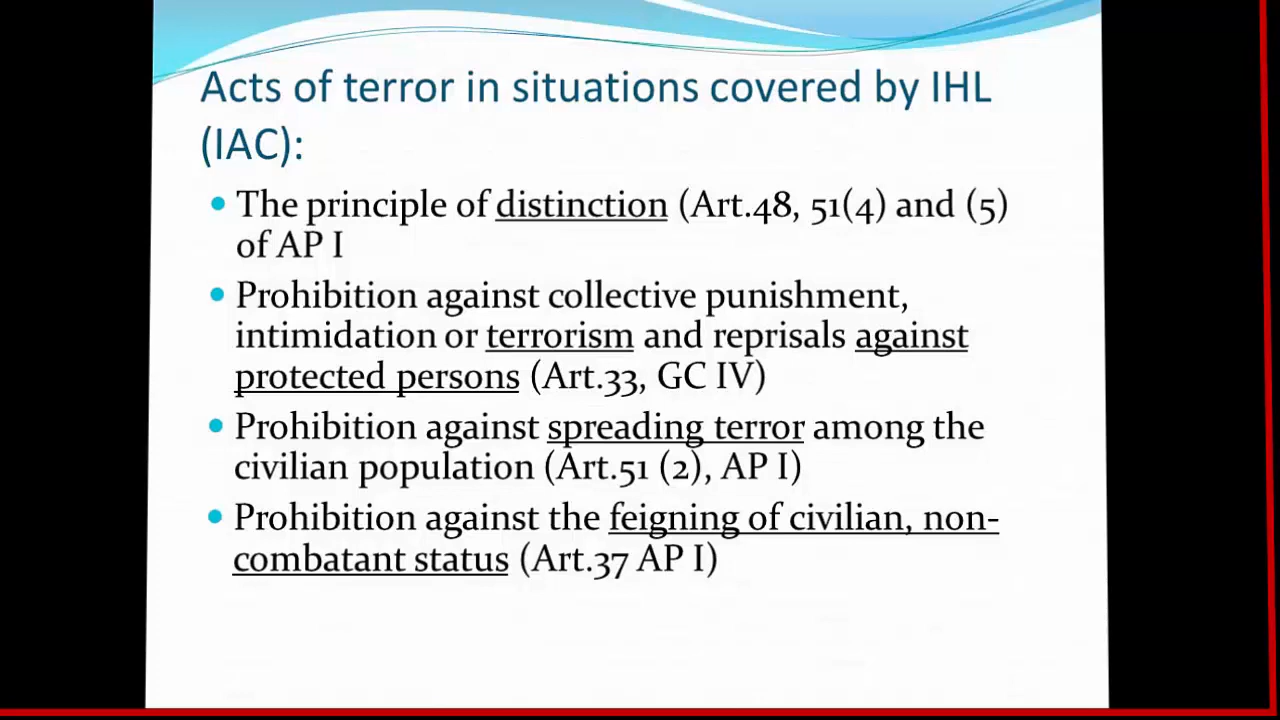 Acts of terror in situations covered by IHL
(IAC):
• The principle of distinction (Art.48, 51(4) and (5)
of AP I
• Prohibition against collective punishment,
intimidation or terrorism and reprisals against
protected persons (Art.33, GC IV)
• Prohibition against spreading terror among the
civilian population (Art.51 (2), AP I)
• Prohibition against the feigning of civilian, non-
combatant status (Art.37 AP I)